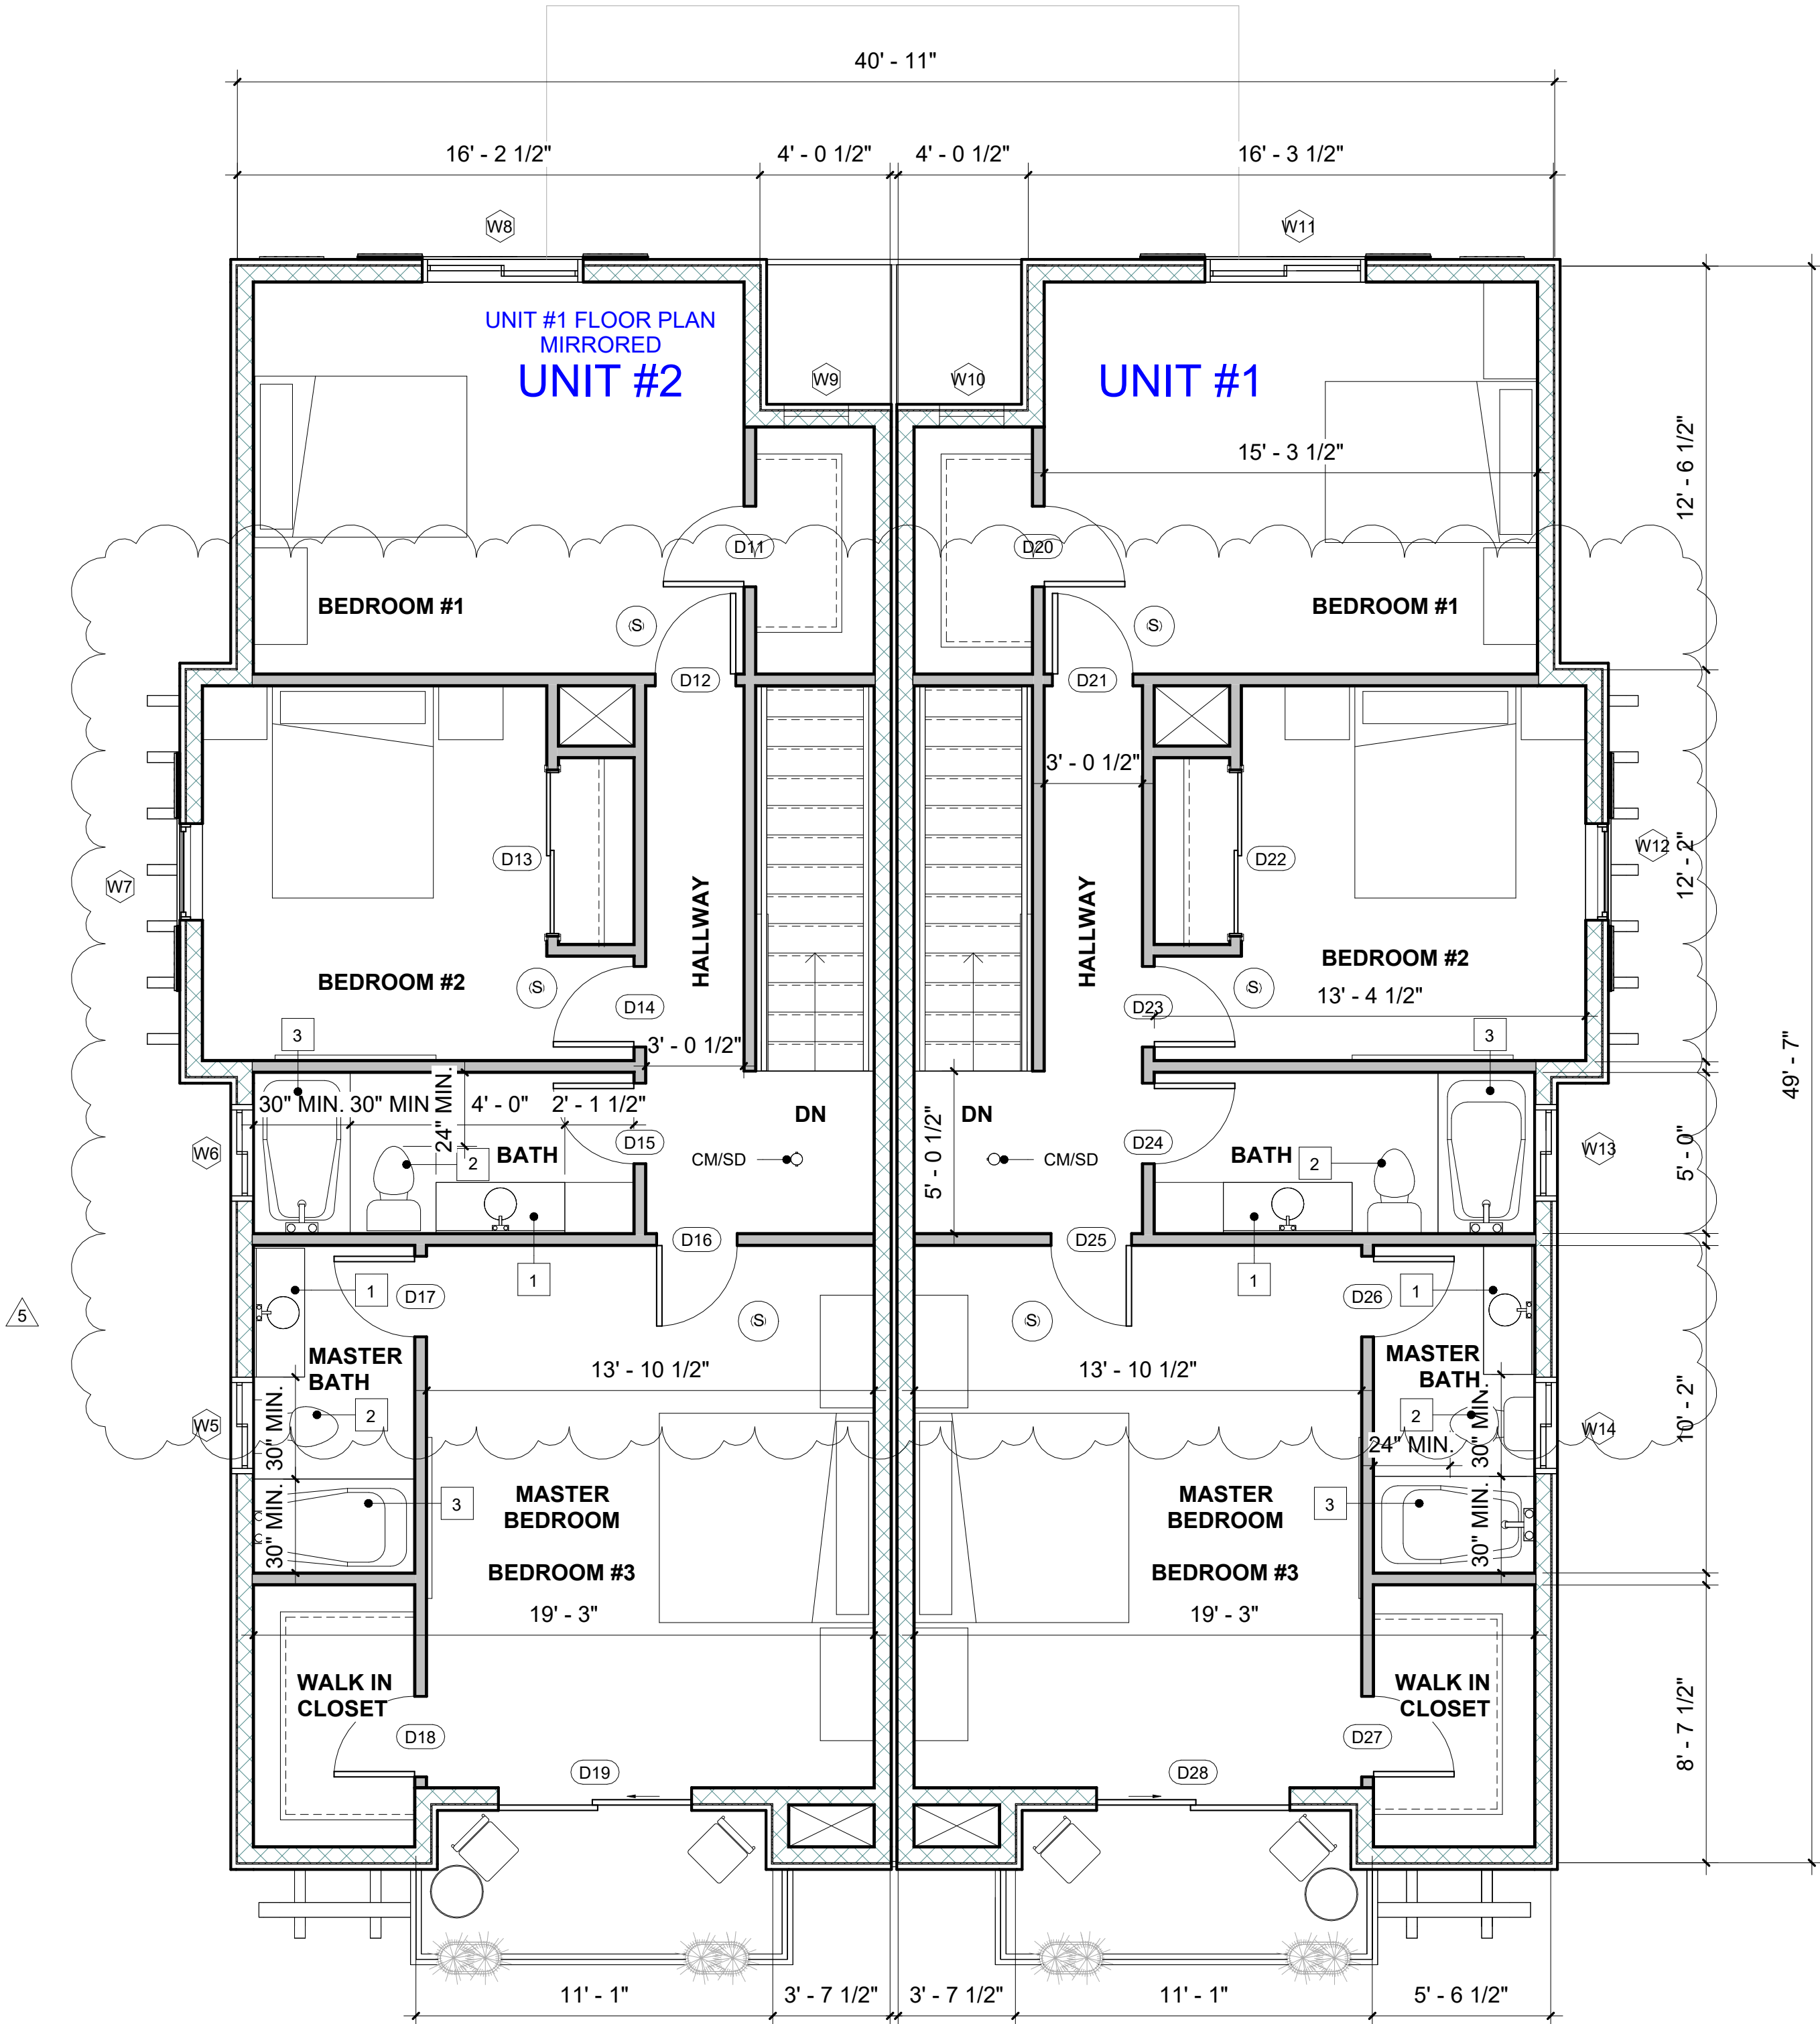 40' - 11"
16' - 2 1/2"
4' - 0 1/2"
4' - 0 1/2"
16' - 3 1/2"
W8
W11
UNIT #1 FLOOR PLAN
MIRRORED
UNIT #2
UNIT #1
W9
W10
15' - 3 1/2"
12' - 6 1/2"
D11
D20
BEDROOM #1
(S)
(S)
BEDROOM #1
D12
D21
3' - 0 1/2"
D13
D22
W12
12' - 2"
W7
HALLWAY
HALLWAY
BEDROOM #2
(S)
D14
D23
(S)
BEDROOM #2
13' - 4 1/2"
3
3' - 0 1/2"
3
49' - 7"
30" MIN.
30" MIN
24" MIN.
4' - 0"
2' - 1 1/2"
DN
5' - 0 1/2"
DN
W6
2
BATH
D15
CM/SD
CM/SD
D24
BATH
2
W13
5' - 0"
D16
D25
1
1
1
1
5
D17
D26
(S)
(S)
MASTER
BATH
13' - 10 1/2"
13' - 10 1/2"
MASTER
BATH
W5
30" MIN.
2
2
24" MIN.
30" MIN.
W14
10' - 2"
30" MIN.
3
MASTER
BEDROOM
MASTER
BEDROOM
3
30" MIN.
BEDROOM #3
BEDROOM #3
19' - 3"
19' - 3"
WALK IN
CLOSET
WALK IN
CLOSET
D18
D27
8' - 7 1/2"
D19
D28
11' - 1"
3' - 7 1/2"
3' - 7 1/2"
11' - 1"
5' - 6 1/2"